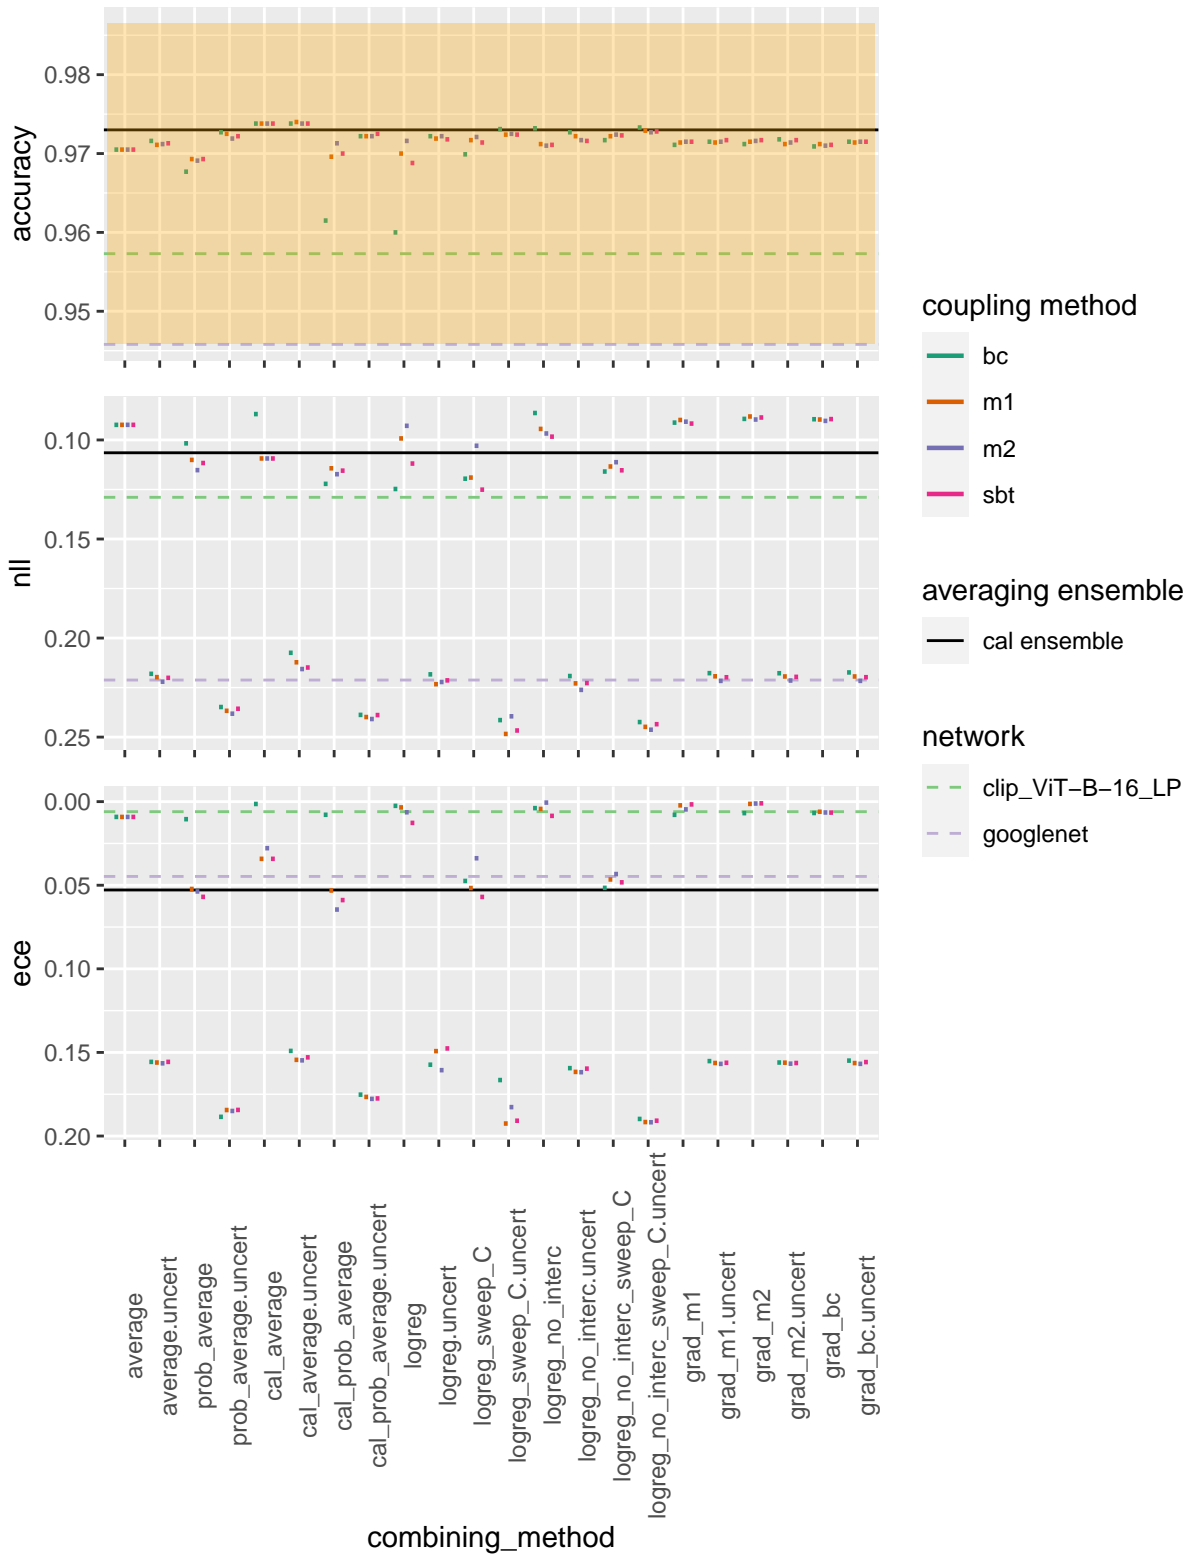 accuracy
0.98
0.97
0.96
0.95
nll
0.10
0.15
0.20
0.25
ece
0.00
0.05
0.10
0.15
0.20
average
average.uncert
prob_average
prob_average.uncert
cal_average
cal_average.uncert
cal_prob_average
cal_prob_average.uncert
logreg
logreg.uncert
logreg_sweep_C
logreg_sweep_C.uncert
logreg_no_interc
logreg_no_interc.uncert
logreg_no_interc_sweep_C
logreg_no_interc_sweep_C.uncert
grad_m1
grad_m1.uncert
grad_m2
grad_m2.uncert
grad_bc
grad_bc.uncert
combining_method
coupling method
bc
m1
m2
sbt
averaging ensemble
cal ensemble
network
clip_ViT−B−16_LP
googlenet